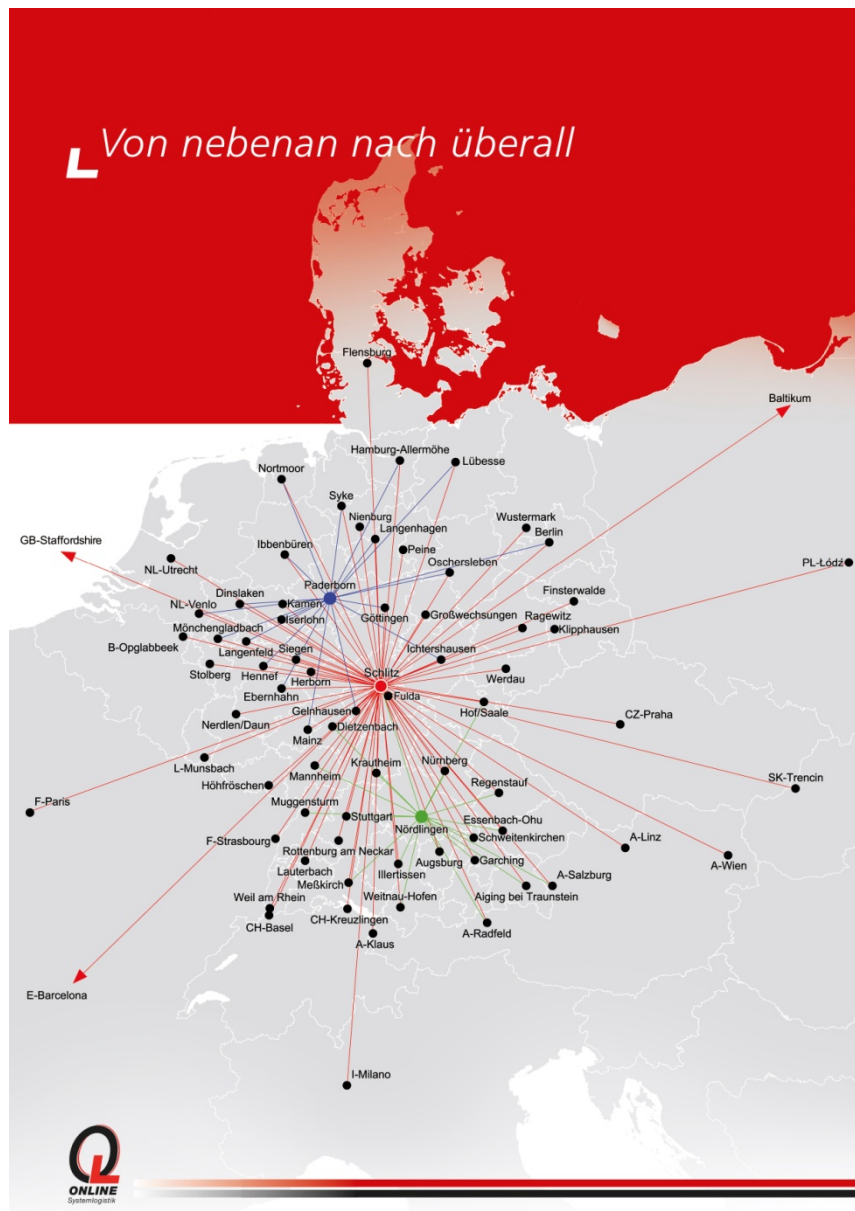 Von nebenan nach überall
Flensburg
Baltikum
Hamburg-Allermöhe
Lübesse
Nortmoor
Syke
Nienburg
Wustermark
Langenhagen
Berlin
GB-Staffordshire
Ibbenbüren
Peine
NL-Utrecht
Oschersleben
PL-Łódź
Paderborn
Dinslaken
Finsterwalde
NL-Venlo
Kamen
Göttingen
Großwechsungen
Ragewitz
Iserlohn
Mönchengladbach
Klipphausen
B-Opglabbeek
Langenfeld
Siegen
Ichtershausen
Stolberg
Hennef
Herborn
Schlitz
Werdau
Ebernhahn
Fulda
Gelnhausen
Hof/Saale
CZ-Praha
Nerdlen/Daun
Dietzenbach
Mainz
L-Munsbach
Krautheim
Nürnberg
Mannheim
Regenstauf
SK-Trencin
Höhfröschen
F-Paris
Muggensturm
Stuttgart
Essenbach-Ohu
Nördlingen
Schweitenkirchen
F-Strasbourg
A-Linz
Rottenburg am Neckar
Augsburg
Garching
A-Wien
Lauterbach
Illertissen
Meßkirch
A-Salzburg
Weil am Rhein
Weitnau-Hofen
Aiging bei Traunstein
CH-Kreuzlingen
CH-Basel
A-Klaus
A-Radfeld
E-Barcelona
I-Milano
QL
ONLINE
Systemlogistik